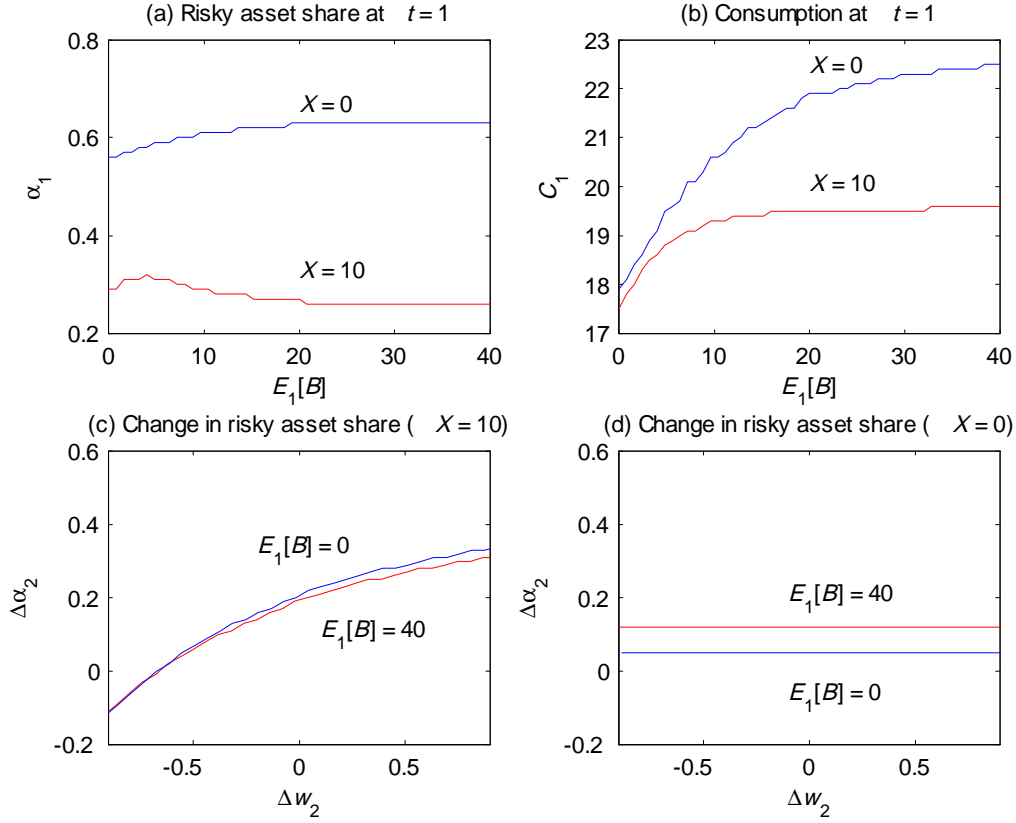 (a) Risky asset share at t = 1
0.8
0.6
0.4
0.2
α₁
X = 0
X = 10
0 10 20 30 40
E₁[B]
(b) Consumption at t = 1
23
22
21
20
19
18
17
C₁
X = 0
X = 10
0 10 20 30 40
E₁[B]
(c) Change in risky asset share ( X = 10)
0.6
0.4
0.2
0
-0.2
Δα₂
E₁[B] = 0
E₁[B] = 40
-0.5 0 0.5
Δw₂
(d) Change in risky asset share ( X = 0)
0.6
0.4
0.2
0
-0.2
Δα₂
E₁[B] = 40
E₁[B] = 0
-0.5 0 0.5
Δw₂